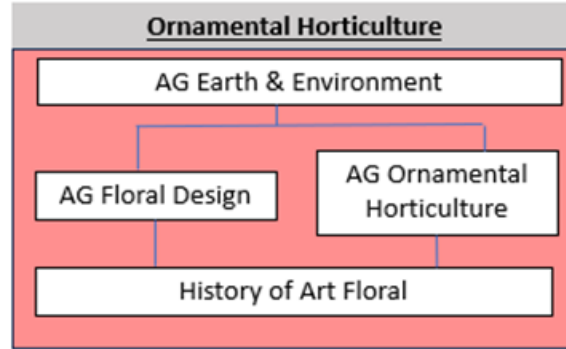 Ornamental Horticulture
AG Earth & Environment
AG Floral Design
AG Ornamental
Horticulture
History of Art Floral